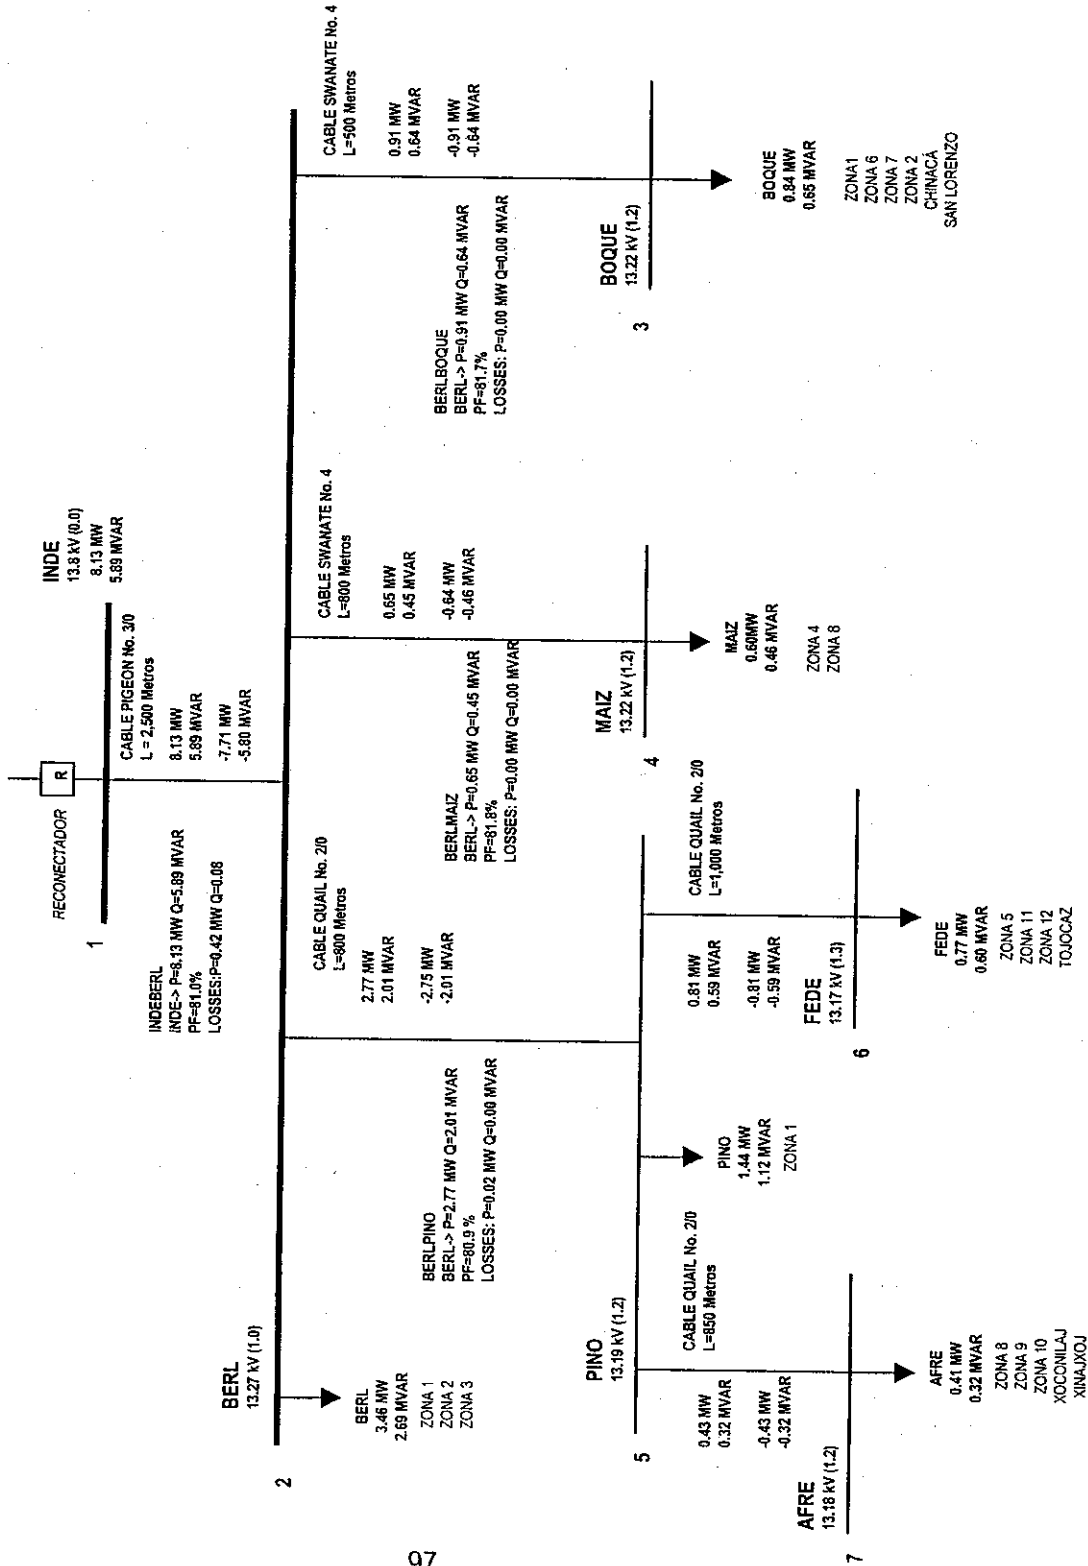 RECONECTADOR
R
1
INDE
13.8 kV (0.0)
8.13 MW
5.89 MVAR
CABLE PIGEON No. 3/0
L = 2,500 Metros
8.13 MW
5.89 MVAR
-7.71 MW
-5.80 MVAR
INDEBERL
INDE-> P=8.13 MW Q=5.89 MVAR
PF=81.0%
LOSSES:P=0.42 MW Q=0.08
2
BERL
13.27 kV (1.0)
BERL
3.46 MW
2.69 MVAR
ZONA 1
ZONA 2
ZONA 3
CABLE QUAIL No. 2/0
L=800 Metros
2.77 MW
2.01 MVAR
-2.75 MW
-2.01 MVAR
BERLPINO
BERL-> P=2.77 MW Q=2.01 MVAR
PF=80.9 %
LOSSES: P=0.02 MW Q=0.00 MVAR
CABLE SWANATE No. 4
L=800 Metros
0.65 MW
0.45 MVAR
-0.64 MW
-0.46 MVAR
BERLMAIZ
BERL-> P=0.65 MW Q=0.45 MVAR
PF=81.8%
LOSSES: P=0.00 MW Q=0.00 MVAR
CABLE SWANATE No. 4
L=500 Metros
0.91 MW
0.64 MVAR
-0.91 MW
-0.64 MVAR
BERLBOQUE
BERL-> P=0.91 MW Q=0.64 MVAR
PF=81.7%
LOSSES: P=0.00 MW Q=0.00 MVAR
BOQUE
13.22 kV (1.2)
3
BOQUE
0.84 MW
0.65 MVAR
ZONA1
ZONA 6
ZONA 7
ZONA 2
CHINACÁ
SAN LORENZO
MAIZ
13.22 kV (1.2)
4
MAIZ
0.60MW
0.46 MVAR
ZONA 4
ZONA 8
PINO
13.19 kV (1.2)
5
PINO
1.44 MW
1.12 MVAR
ZONA 1
CABLE QUAIL No. 2/0
L=1,000 Metros
0.81 MW
0.59 MVAR
-0.81 MW
-0.59 MVAR
FEDE
13.17 kV (1.3)
6
FEDE
0.77 MW
0.60 MVAR
ZONA 5
ZONA 11
ZONA 12
TOJOCAZ
CABLE QUAIL No. 2/0
L=850 Metros
0.43 MW
0.32 MVAR
-0.43 MW
-0.32 MVAR
AFRE
13.18 kV (1.2)
7
AFRE
0.41 MW
0.32 MVAR
ZONA 8
ZONA 9
ZONA 10
XOCONILAJ
XINAJXOJ
97